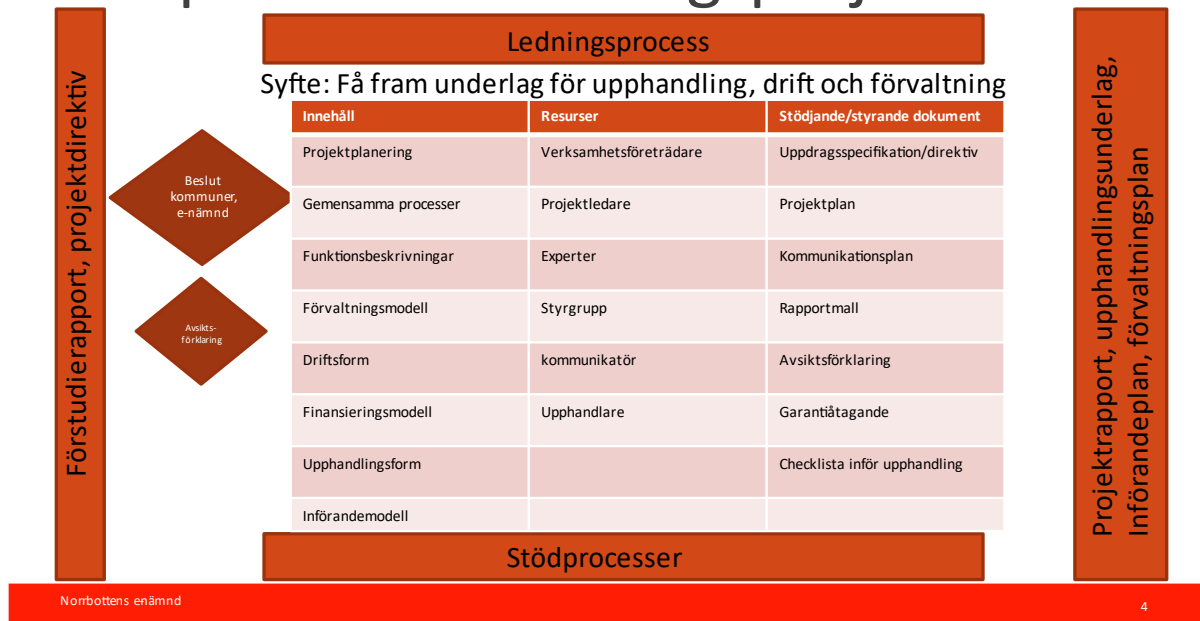 Ledningsprocess
Syfte: Få fram underlag för upphandling, drift och förvaltning
Förstudierapport, projektdirektiv
Beslut
kommuner,
e-nämnd
Avsikts-
förklaring
Innehåll Resurser Stödjande/styrande dokument
Projektplanering Verksamhetsföreträdare Uppdragsspecifikation/direktiv
Gemensamma processer Projektledare Projektplan
Funktionsbeskrivningar Experter Kommunikationsplan
Förvaltningsmodell Styrgrupp Rapportmall
Driftsform kommunikatör Avsiktsförklaring
Finansieringsmodell Upphandlare Garantiåtagande
Upphandlingsform Checklista inför upphandling
Införandemodell
Projektrapport, upphandlingsunderlag,
Införandeplan, förvaltningsplan
Stödprocesser
Norrbottens enämnd
4